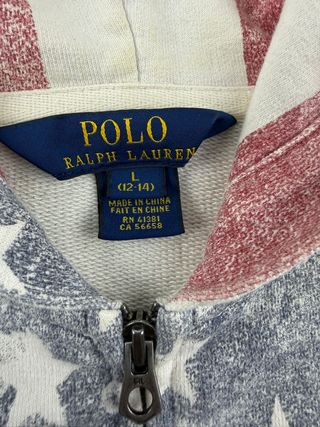 POLO
RALPH LAUREN
L
(12-14)
MADE IN CHINA
FAIT EN CHINE
RN 41381
CA 56658